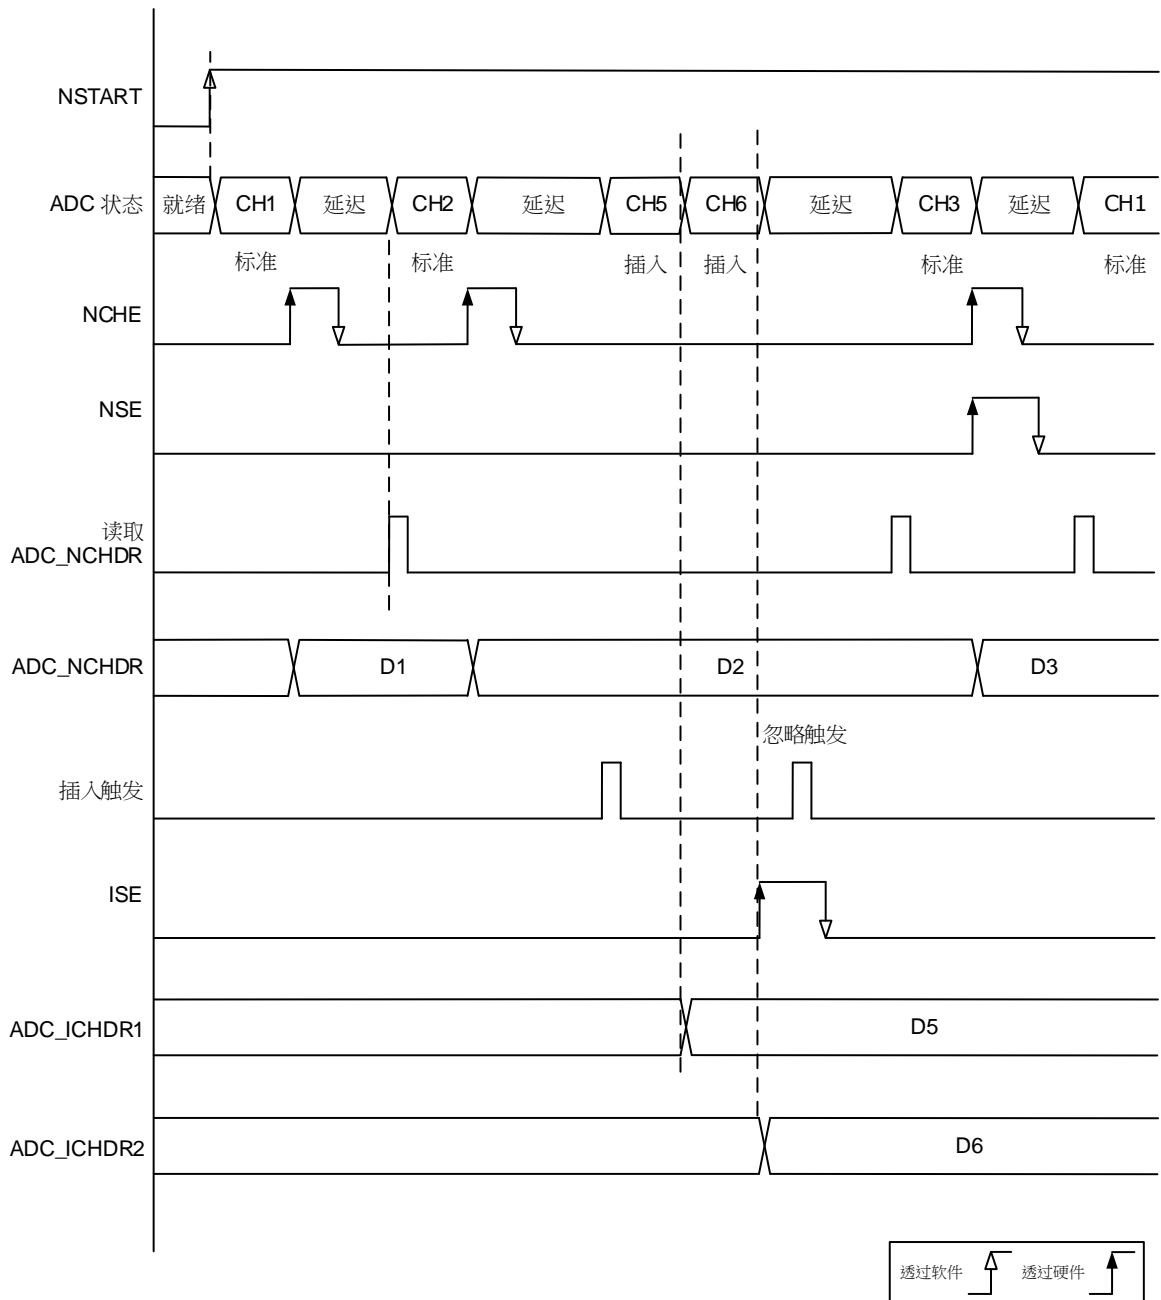 NSTART
ADC 状态 就绪 CH1 延迟 CH2 延迟 CH5 CH6 延迟 CH3 延迟 CH1
标准 标准 插入 插入 标准 标准
NCHE
NSE
读取
ADC_NCHDR
ADC_NCHDR D1 D2 D3
忽略触发
插入触发
ISE
ADC_ICHDR1 D5
ADC_ICHDR2 D6
透过软件 透过硬件